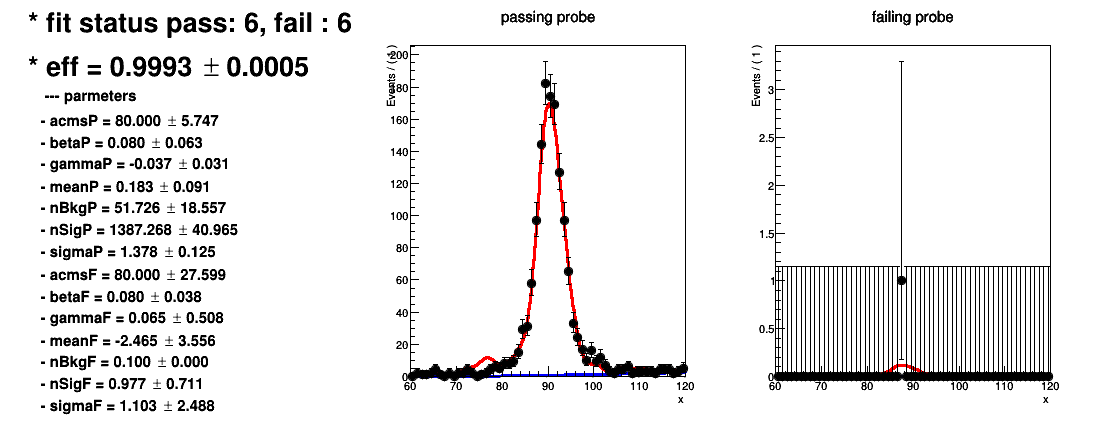 * fit status pass: 6, fail : 6
* eff = 0.9993 ± 0.0005
--- parmeters
- acmsP = 80.000 ± 5.747
- betaP = 0.080 ± 0.063
- gammaP = -0.037 ± 0.031
- meanP = 0.183 ± 0.091
- nBkgP = 51.726 ± 18.557
- nSigP = 1387.268 ± 40.965
- sigmaP = 1.378 ± 0.125
- acmsF = 80.000 ± 27.599
- betaF = 0.080 ± 0.038
- gammaF = 0.065 ± 0.508
- meanF = -2.465 ± 3.556
- nBkgF = 0.100 ± 0.000
- nSigF = 0.977 ± 0.711
- sigmaF = 1.103 ± 2.488
passing probe
Events / ( 1 )
200
180
160
140
120
100
80
60
40
20
0
60 70 80 90 100 110 120
x
failing probe
Events / ( 1 )
3
2.5
2
1.5
1
0.5
0
60 70 80 90 100 110 120
x